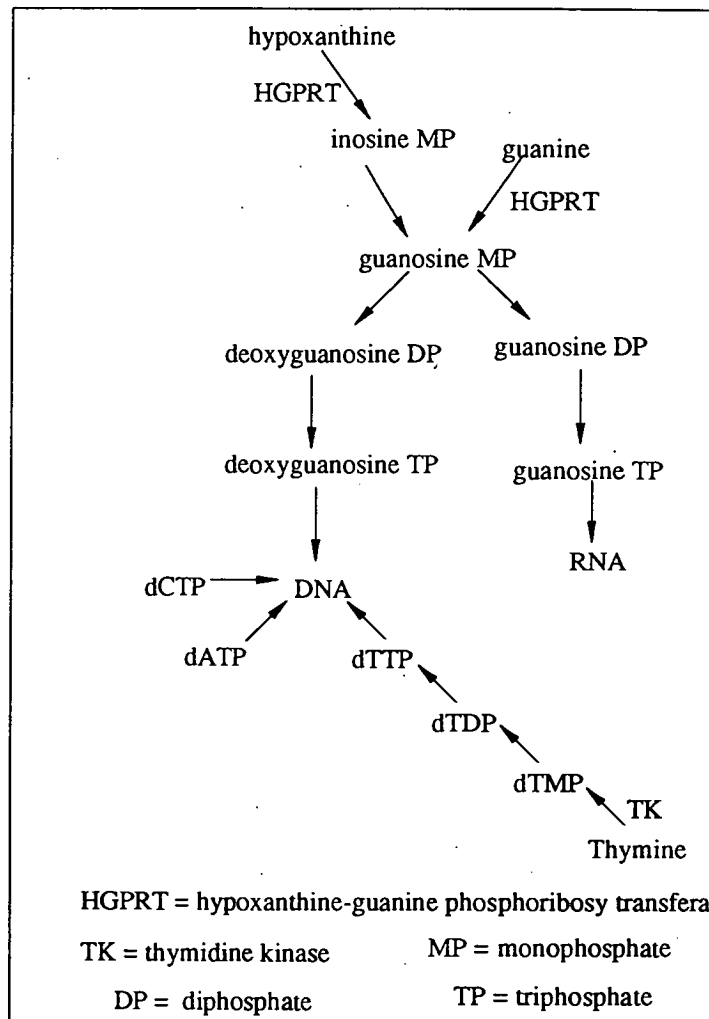 hypoxanthine
HGPRT
inosine MP
guanine
HGPRT
guanosine MP
deoxyguanosine DP
guanosine DP
deoxyguanosine TP
guanosine TP
RNA
dCTP
DNA
dATP
dTTP
dTDP
dTMP
TK
Thymine
HGPRT = hypoxanthine-guanine phosphoribosy transfera
TK = thymidine kinase
MP = monophosphate
DP = diphosphate
TP = triphosphate